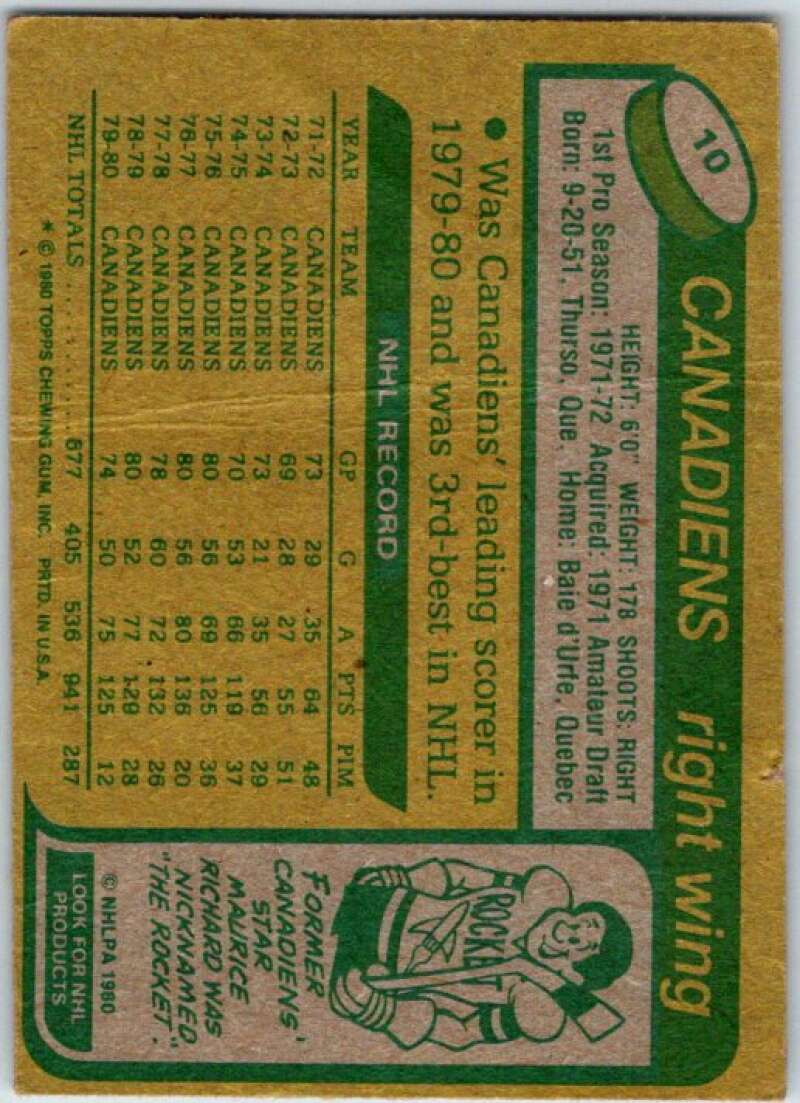 10
CANADIENS right wing
HEIGHT: 6'0" WEIGHT: 178 SHOOTS: RIGHT
1st Pro Season: 1971-72 Acquired: 1971 Amateur Draft
Born: 9-20-51, Thurso, Que. Home: Baie d'Urfe, Quebec
• Was Canadiens' leading scorer in
1979-80 and was 3rd-best in NHL.
NHL RECORD
YEAR TEAM GP G A PTS PIM
71-72 CANADIENS 73 29 35 64 48
72-73 CANADIENS 69 28 27 55 51
73-74 CANADIENS 73 21 35 56 29
74-75 CANADIENS 70 53 66 119 37
75-76 CANADIENS 80 56 69 125 36
76-77 CANADIENS 80 56 80 136 20
77-78 CANADIENS 78 60 72 132 26
78-79 CANADIENS 80 52 77 129 28
79-80 CANADIENS 74 50 75 125 12
NHL TOTALS . . . . . . . . . . . . 677 405 536 941 287
* © 1980 TOPPS CHEWING GUM, INC. PRTD. IN U.S.A.
ROCKET
FORMER
CANADIENS'
STAR
MAURICE
RICHARD WAS
NICKNAMED
"THE ROCKET".
© NHLPA 1980
LOOK FOR NHL
PRODUCTS